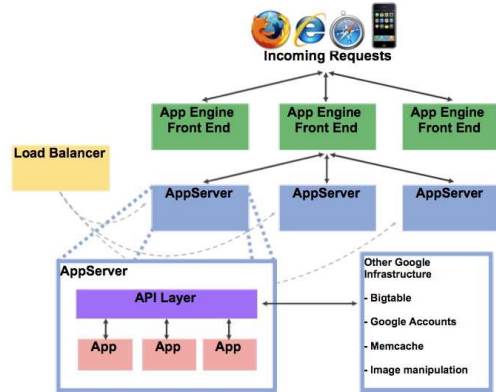 Incoming Requests
App Engine
Front End
App Engine
Front End
App Engine
Front End
Load Balancer
AppServer
AppServer
AppServer
AppServer
API Layer
App
App
App
Other Google
Infrastructure
- Bigtable
- Google Accounts
- Memcache
- Image manipulation